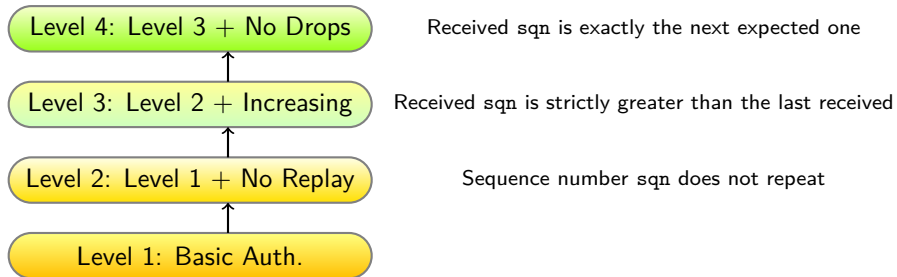 Level 4: Level 3 + No Drops
Received sqn is exactly the next expected one
Level 3: Level 2 + Increasing
Received sqn is strictly greater than the last received
Level 2: Level 1 + No Replay
Sequence number sqn does not repeat
Level 1: Basic Auth.